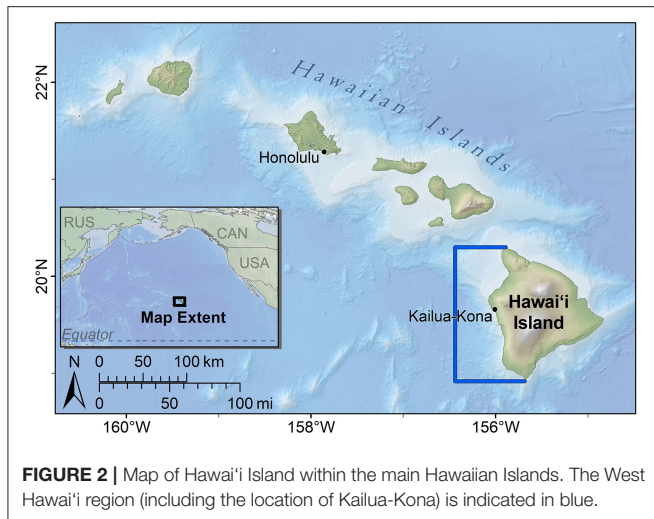 22°N
20°N
Hawaiian Islands
Honolulu
Kailua-Kona
Hawai‘i
Island
RUS
CAN
USA
Map Extent
Equator
N
0 50 100 km
0 50 100 mi
160°W 158°W 156°W
FIGURE 2 | Map of Hawai‘i Island within the main Hawaiian Islands. The West
Hawai‘i region (including the location of Kailua-Kona) is indicated in blue.